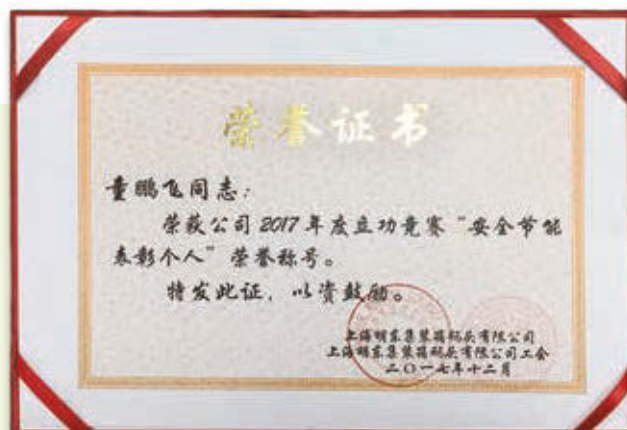 荣誉证书
童鹏飞同志：
荣获公司2017年度立功竞赛“安全节能
表彰个人”荣誉称号。
特发此证，以资鼓励。
上海明东集装箱码头有限公司
上海明东集装箱码头有限公司工会
二〇一七年十二月